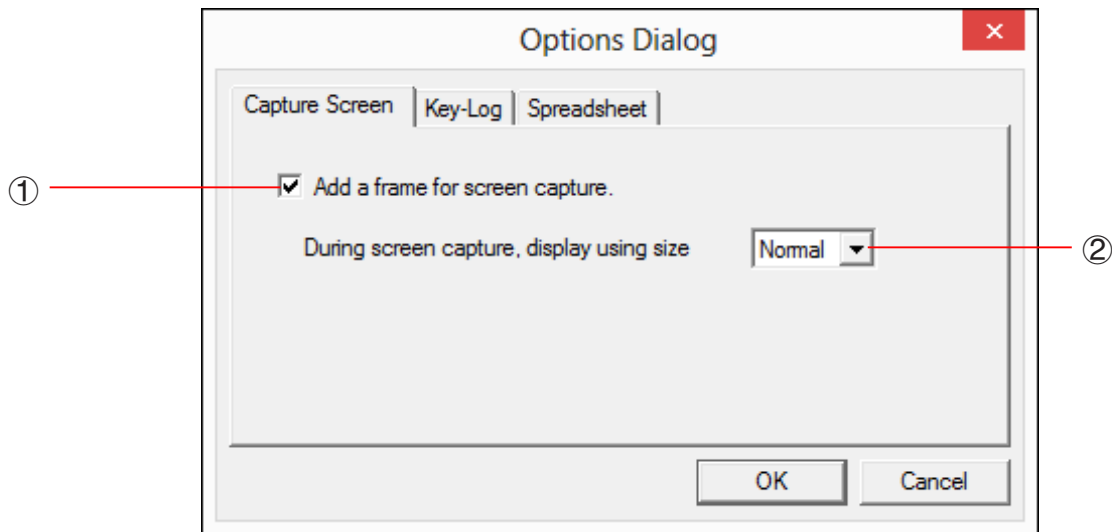 Options Dialog
Capture Screen Key-Log Spreadsheet
① Add a frame for screen capture.
During screen capture, display using size Normal ②
OK Cancel